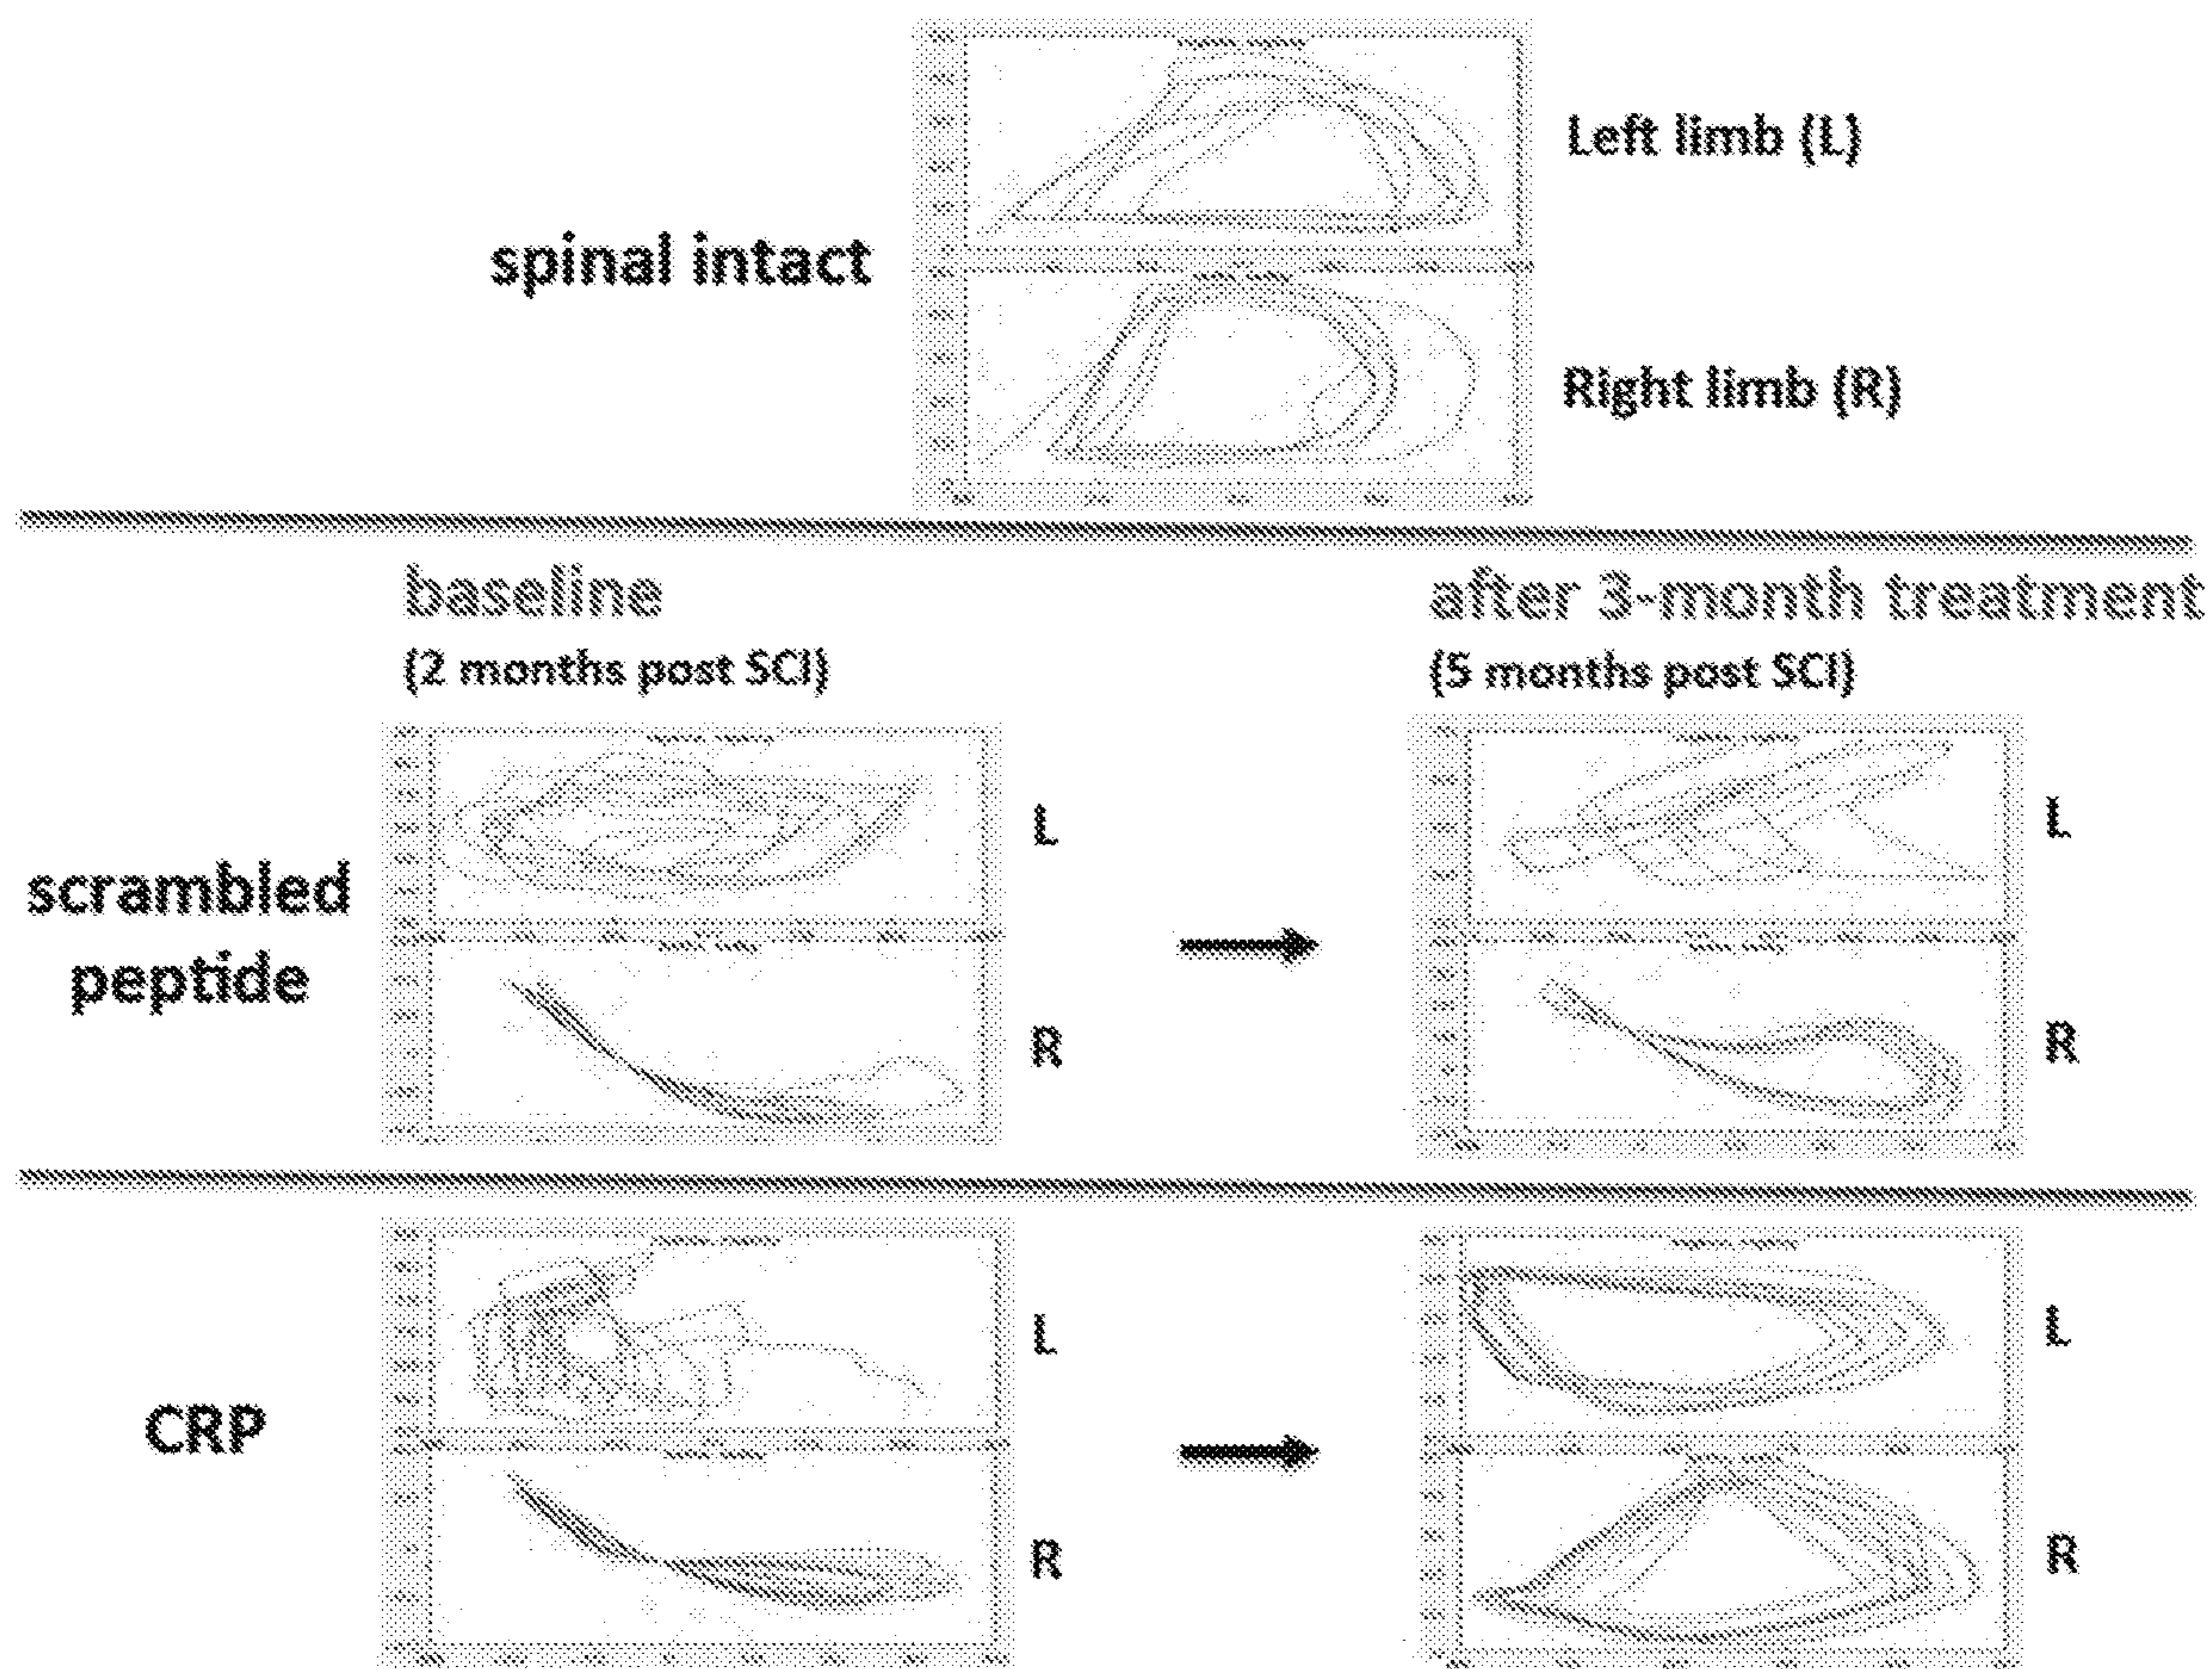 Left limb (L)
spinal intact
Right limb (R)
baseline
(2 months post SCI)
after 3-month treatment
(5 months post SCI)
scrambled
peptide
L
R
L
R
CRP
L
R
L
R